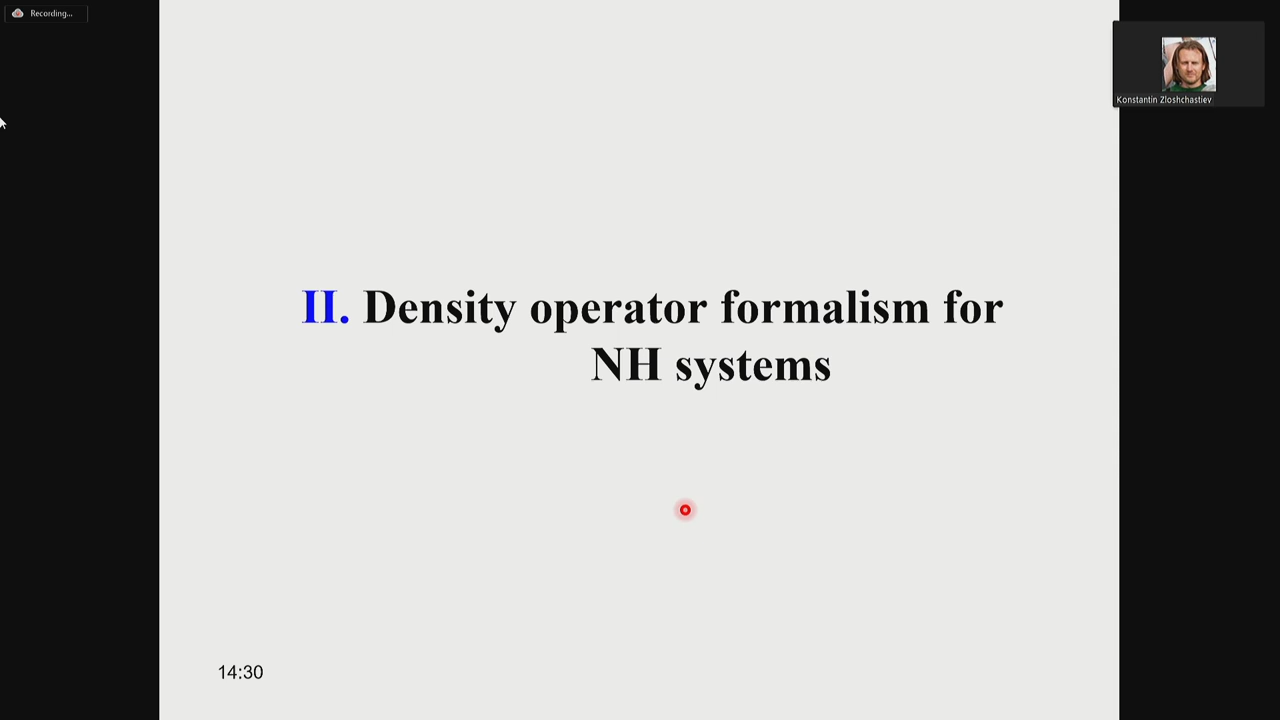 Recording...
Konstantin Zloshchastiev
II. Density operator formalism for
NH systems
14:30